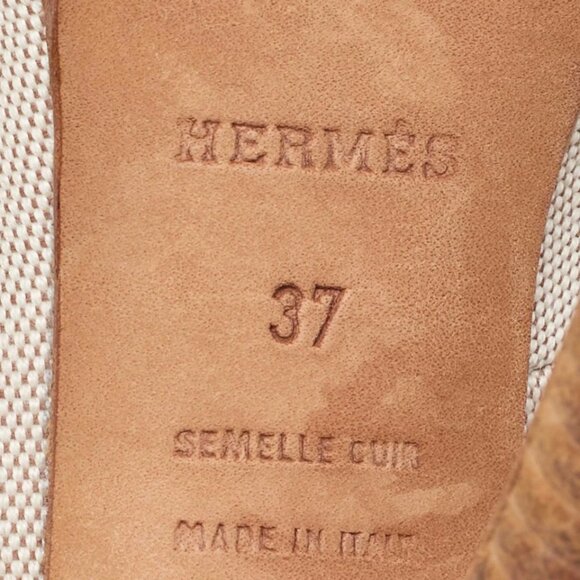 HERMÈS
37
SEMELLE CUIR
MADE IN ITALY